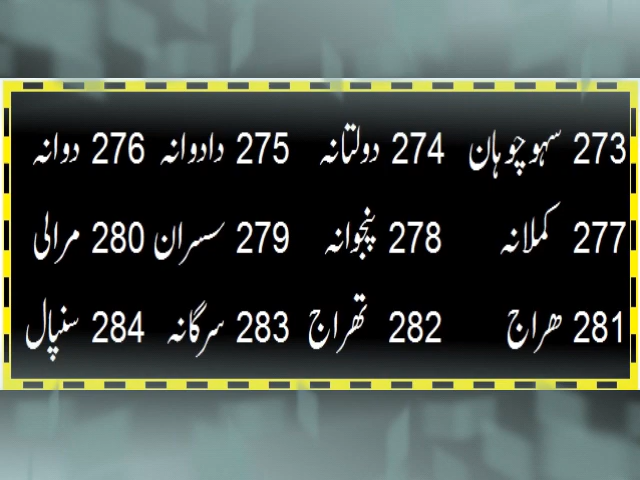 273 سہوچوہان 274 دولتانہ 275 دادوانہ 276 دوانہ
277 کملانہ 278 پنجوانہ 279 سسران 280 مرالی
281 ھراج 282 تھراج 283 سرگانہ 284 سنپال